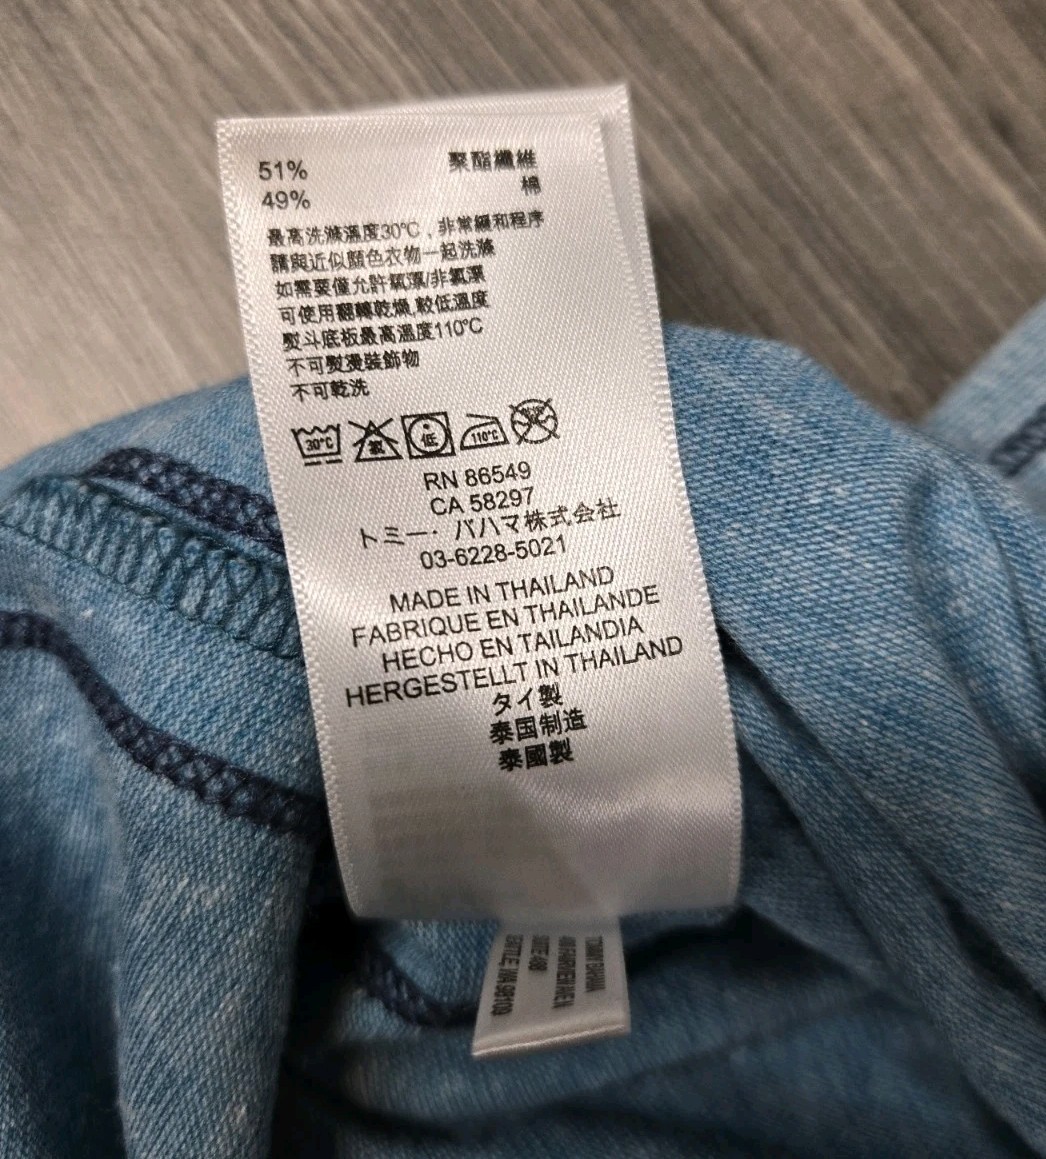 51% 聚酯纖維
49% 棉
最高洗滌溫度30℃，非常緩和程序
請與近似顏色衣物一起洗滌
如需要僅允許氧漂/非氯漂
可使用翻轉乾燥,較低溫度
熨斗底板最高溫度110℃
不可熨燙裝飾物
不可乾洗
30℃ 氯 低 110℃
RN 86549
CA 58297
トミー・バハマ株式会社
03-6228-5021
MADE IN THAILAND
FABRIQUE EN THAILANDE
HECHO EN TAILANDIA
HERGESTELLT IN THAILAND
タイ製
泰国制造
泰國製
TOMMY BAHAMA